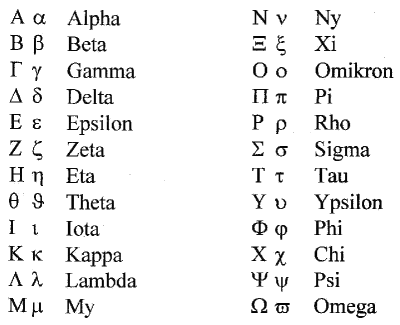 Α α Alpha
Β β Beta
Γ γ Gamma
Δ δ Delta
Ε ε Epsilon
Ζ ζ Zeta
Η η Eta
θ ϑ Theta
Ι ι Iota
Κ κ Kappa
Λ λ Lambda
Μ μ My
Ν ν Ny
Ξ ξ Xi
Ο ο Omikron
Π π Pi
Ρ ρ Rho
Σ σ Sigma
Τ τ Tau
Υ υ Ypsilon
Φ φ Phi
Χ χ Chi
Ψ ψ Psi
Ω ϖ Omega